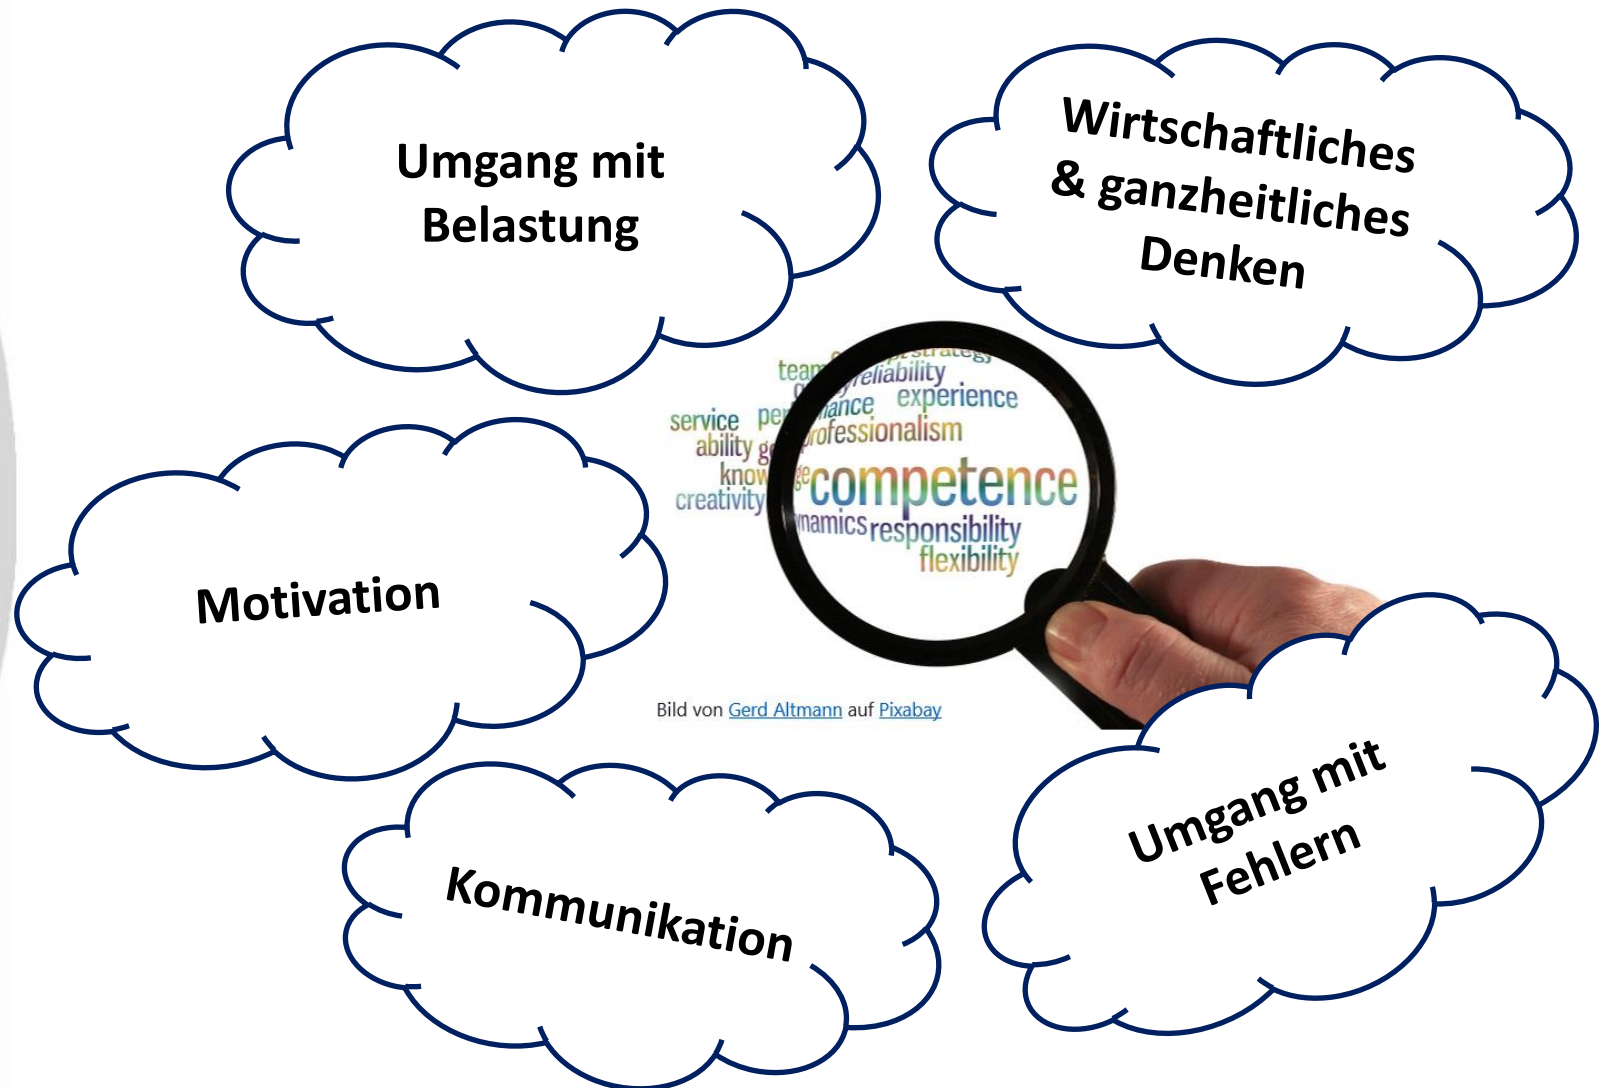 Umgang mit
Belastung
Wirtschaftliches
& ganzheitliches
Denken
strategy
reliability
experience
service
professionalism
ability
competence
creativity
responsibility
flexibility
Motivation
Bild von Gerd Altmann auf Pixabay
Umgang mit
Fehlern
Kommunikation